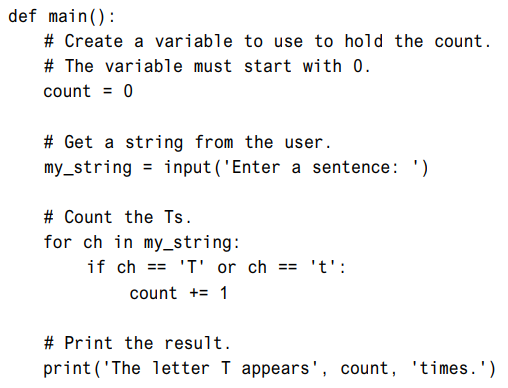 def main():
    # Create a variable to use to hold the count.
    # The variable must start with 0.
    count = 0

    # Get a string from the user.
    my_string = input('Enter a sentence: ')

    # Count the Ts.
    for ch in my_string:
        if ch == 'T' or ch == 't':
            count += 1

    # Print the result.
    print('The letter T appears', count, 'times.')